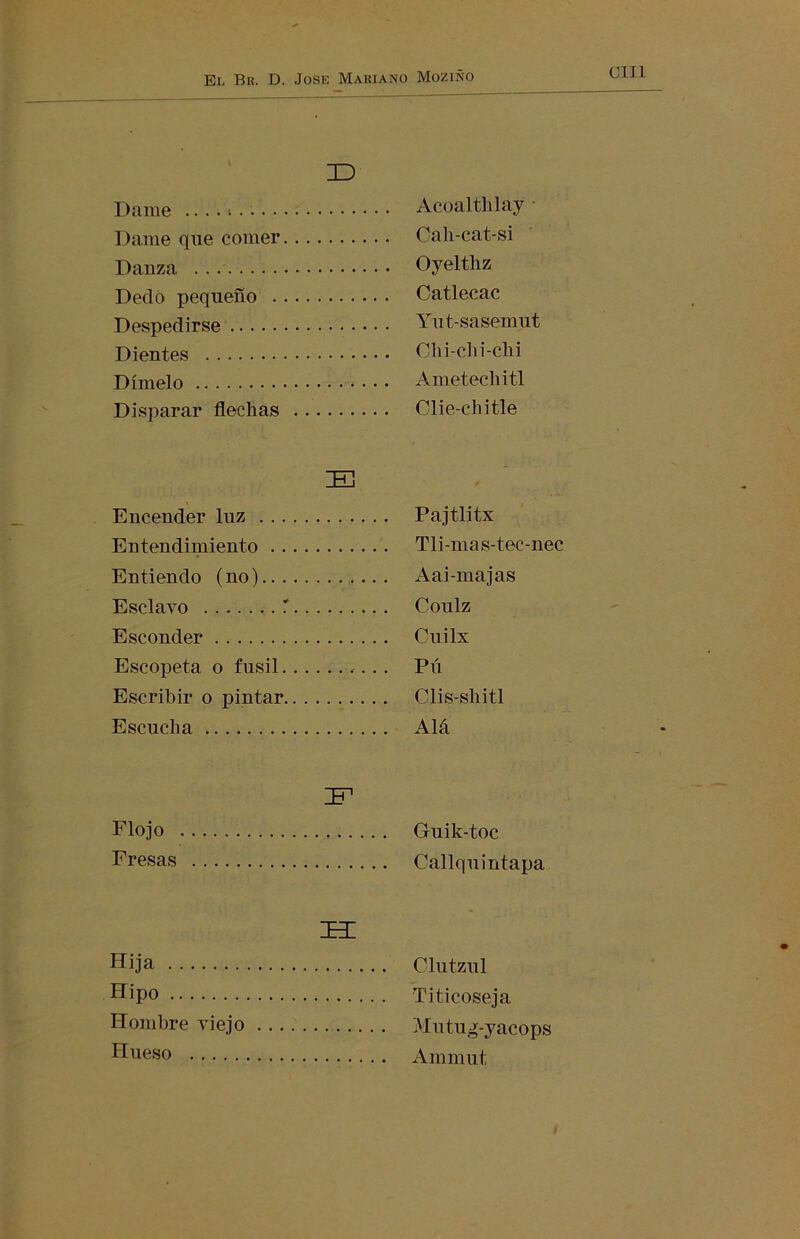 El Br. D. Jose Mariano Moziño CIII
D
Dame .................... Acoalthlay
Dame que comer.......... Cah-cat-si
Danza ................... Oyelthz
Dedo pequeño ........... Catlecac
Despedirse ............... Yut-sasemut
Dientes .................. Chi-chi-chi
Dímelo ................... Ametechitl
Disparar flechas ......... Clie-chitle
E
Encender luz ............ Pajtlitx
Entendimiento ........... Tli-mas-tec-nec
Entiendo (no)............ Aai-majas
Esclavo ................. Coulz
Esconder ................ Cuilx
Escopeta o fusil.......... Pú
Escribir o pintar.......... Clis-shitl
Escucha ................. Alá
F
Flojo ................... Guik-toc
Fresas .................. Callquintapa
H
Hija .................... Clutzul
Hipo .................... Titicoseja
Hombre viejo ............ Mutug-yacops
Hueso .................. Ammut